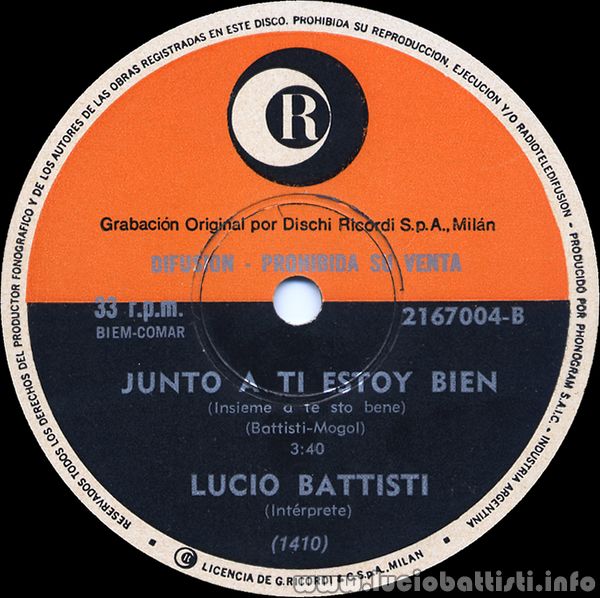 RESERVADOS TODOS LOS DERECHOS DEL PRODUCTOR FONOGRAFICO Y DE LOS AUTORES DE LAS OBRAS REGISTRADAS EN ESTE DISCO. PROHIBIDA SU REPRODUCCION, EJECUCION Y/O RADIOTELEDIFUSION - PRODUCIDO POR PHONOGRAM S.A.I.C. - INDUSTRIA ARGENTINA
R
Grabación Original por Dischi Ricordi S.p.A., Milán
DIFUSION - PROHIBIDA SU VENTA
33 r.p.m.
BIEM-COMAR
2167004-B
JUNTO A TI ESTOY BIEN
(Insieme a te sto bene)
(Battisti-Mogol)
3:40
LUCIO BATTISTI
(Intérprete)
(1410)
R LICENCIA DE G. RICORDI E C. S.p.A., MILAN
www.luciobattisti.info